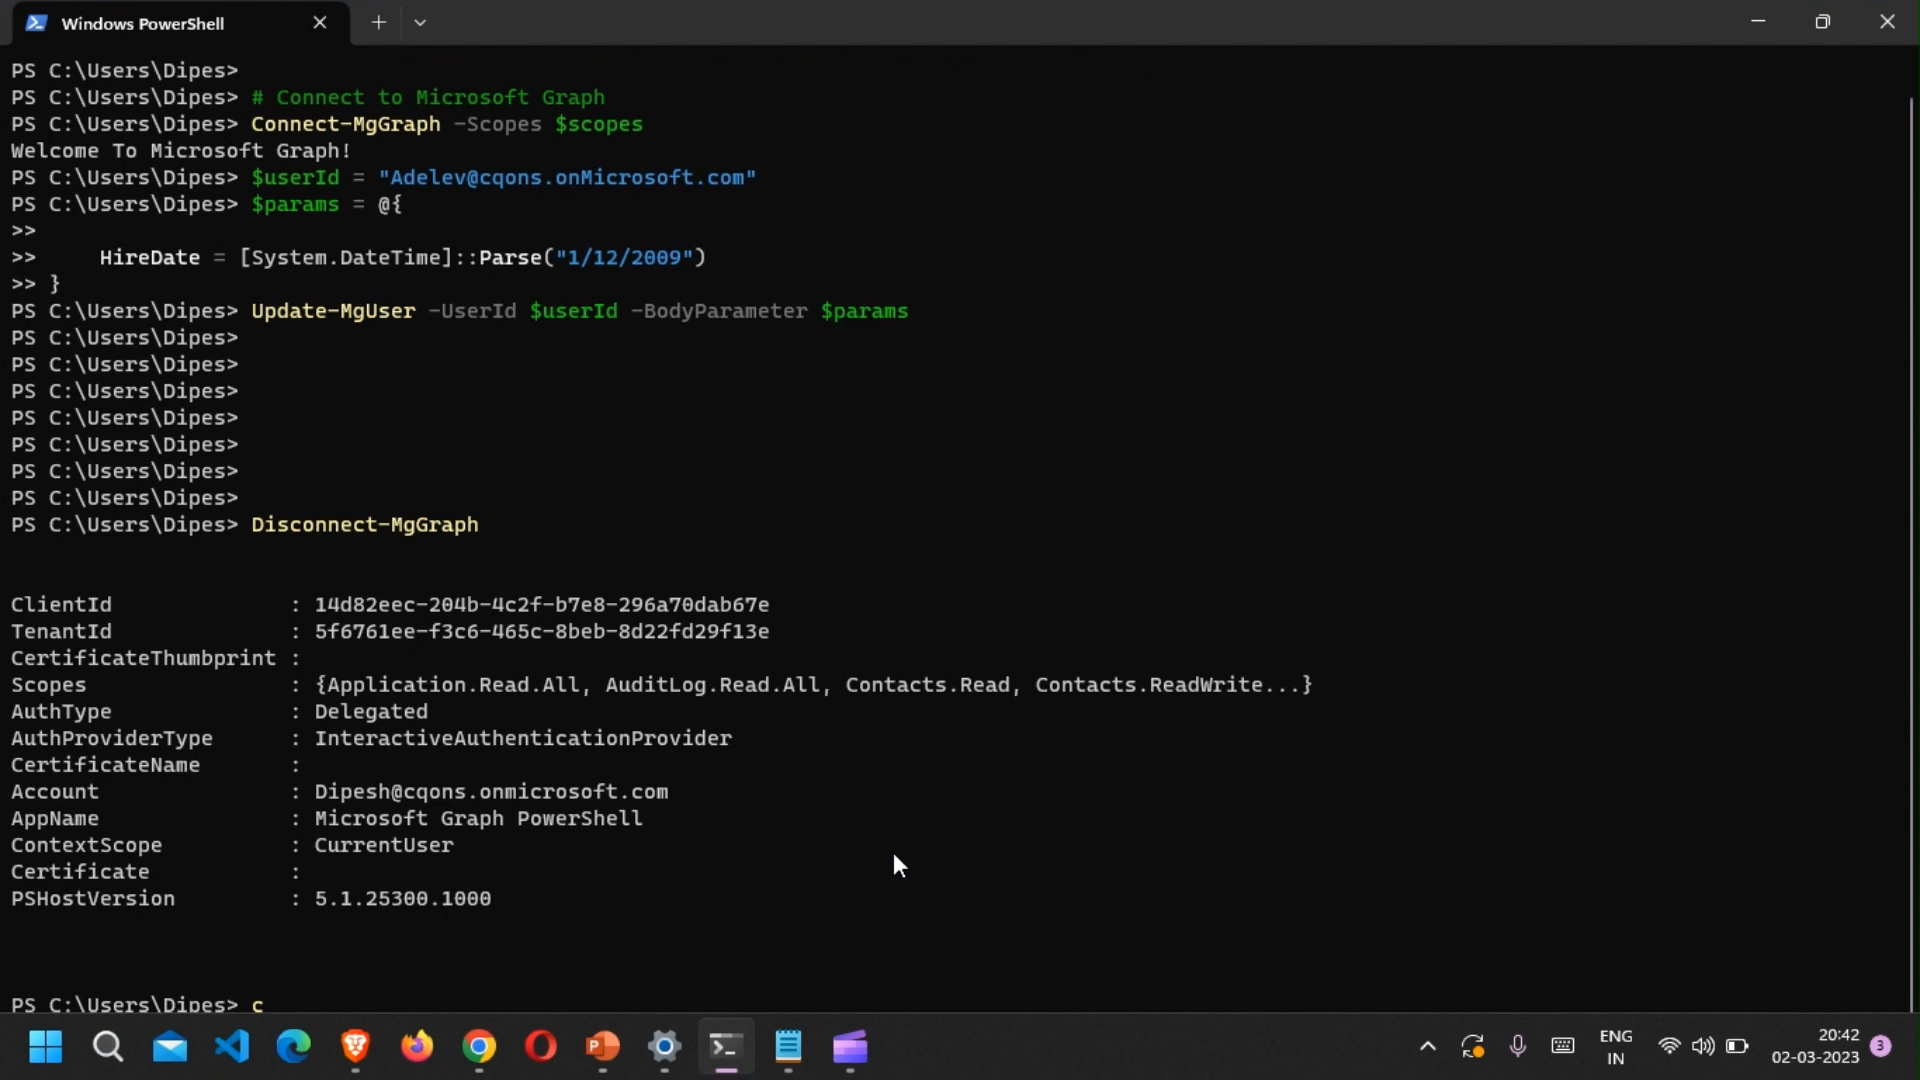 Windows PowerShell
PS C:\Users\Dipes>
PS C:\Users\Dipes> # Connect to Microsoft Graph
PS C:\Users\Dipes> Connect-MgGraph -Scopes $scopes
Welcome To Microsoft Graph!
PS C:\Users\Dipes> $userId = "Adelev@cqons.onMicrosoft.com"
PS C:\Users\Dipes> $params = @{
>>
>>     HireDate = [System.DateTime]::Parse("1/12/2009")
>> }
PS C:\Users\Dipes> Update-MgUser -UserId $userId -BodyParameter $params
PS C:\Users\Dipes>
PS C:\Users\Dipes>
PS C:\Users\Dipes>
PS C:\Users\Dipes>
PS C:\Users\Dipes>
PS C:\Users\Dipes>
PS C:\Users\Dipes>
PS C:\Users\Dipes> Disconnect-MgGraph
ClientId              : 14d82eec-204b-4c2f-b7e8-296a70dab67e
TenantId              : 5f6761ee-f3c6-465c-8beb-8d22fd29f13e
CertificateThumbprint :
Scopes                : {Application.Read.All, AuditLog.Read.All, Contacts.Read, Contacts.ReadWrite...}
AuthType              : Delegated
AuthProviderType      : InteractiveAuthenticationProvider
CertificateName       :
Account               : Dipesh@cqons.onmicrosoft.com
AppName               : Microsoft Graph PowerShell
ContextScope          : CurrentUser
Certificate           :
PSHostVersion         : 5.1.25300.1000
PS C:\Users\Dipes> c
ENG
IN
20:42
02-03-2023
3